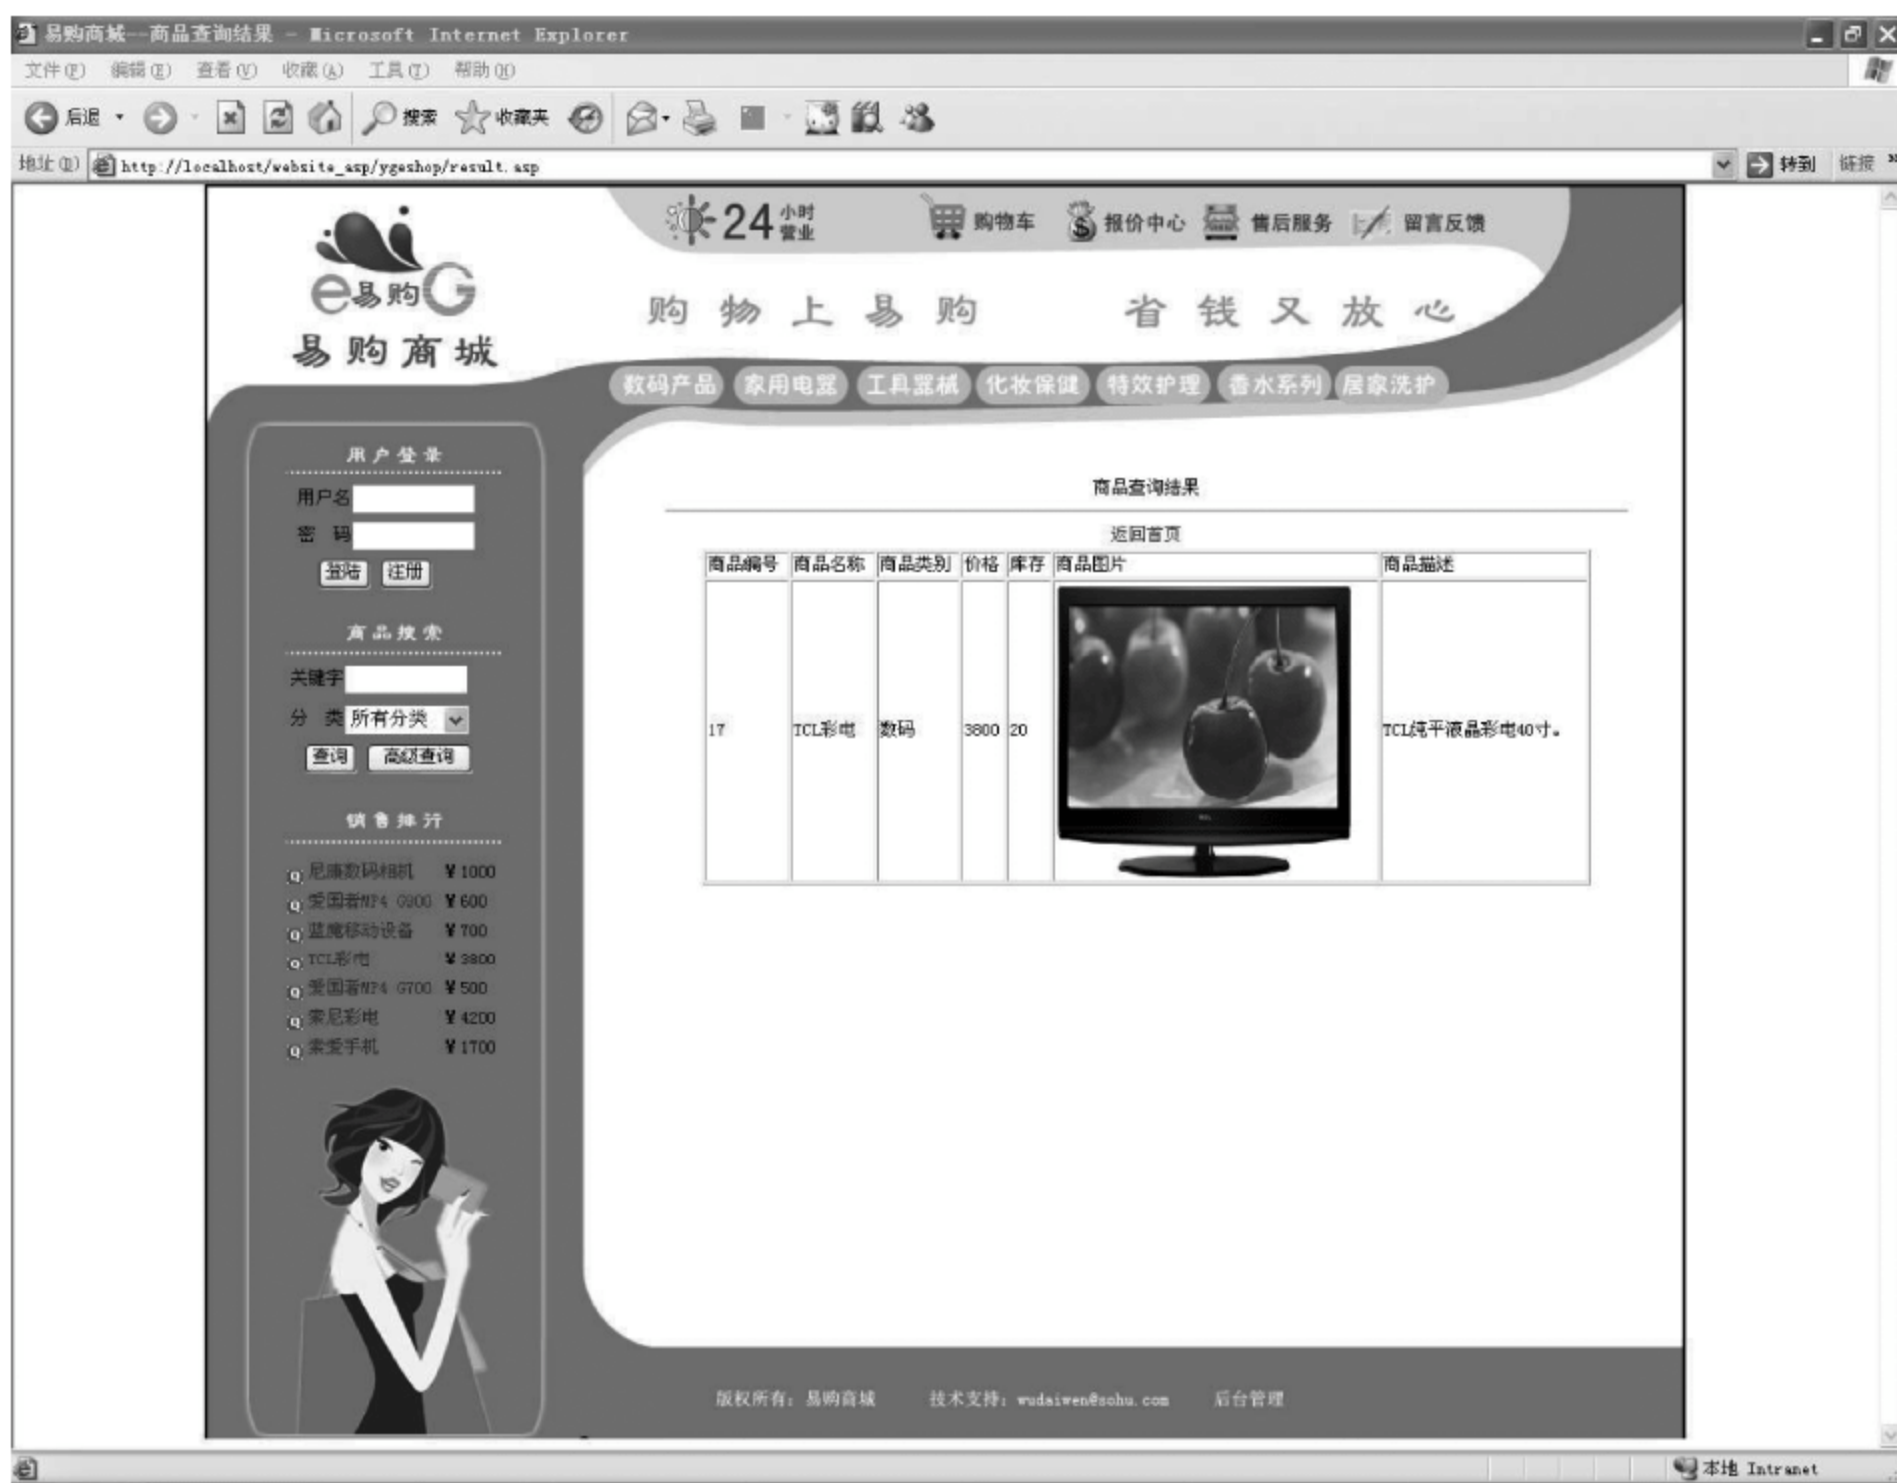 易购商城--商品查询结果 - Microsoft Internet Explorer
文件(F) 编辑(E) 查看(V) 收藏(A) 工具(T) 帮助(H)
后退 搜索 收藏夹
地址(D) http://localhost/website_asp/ygeshop/result.asp 转到 链接
24小时营业 购物车 报价中心 售后服务 留言反馈
e易购G
易购商城
购物上易购 省钱又放心
数码产品 家用电器 工具器械 化妆保健 特效护理 香水系列 居家洗护
用户登录
用户名
密 码
登陆 注册
商品搜索
关键字
分 类 所有分类
查询 高级查询
销售排行
尼康数码相机 ¥1000
爱国者MP4 G900 ¥600
蓝魔移动设备 ¥700
TCL彩电 ¥3800
爱国者MP4 G700 ¥500
索尼彩电 ¥4200
索爱手机 ¥1700
商品查询结果
返回首页
商品编号 商品名称 商品类别 价格 库存 商品图片 商品描述
17 TCL彩电 数码 3800 20 TCL纯平液晶彩电40寸。
TCL
版权所有：易购商城 技术支持：wudaiwen@sohu.com 后台管理
本地 Intranet